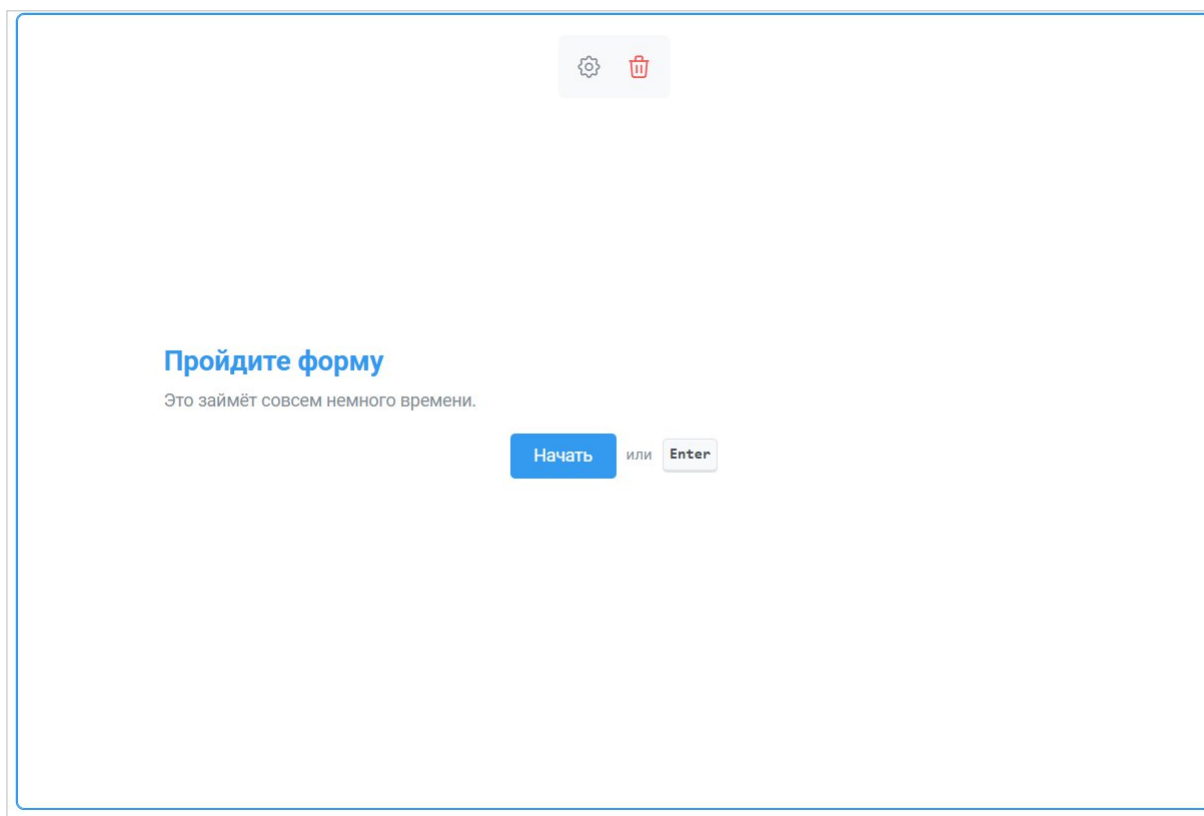 Пройдите форму
Это займёт совсем немного времени.
Начать или Enter